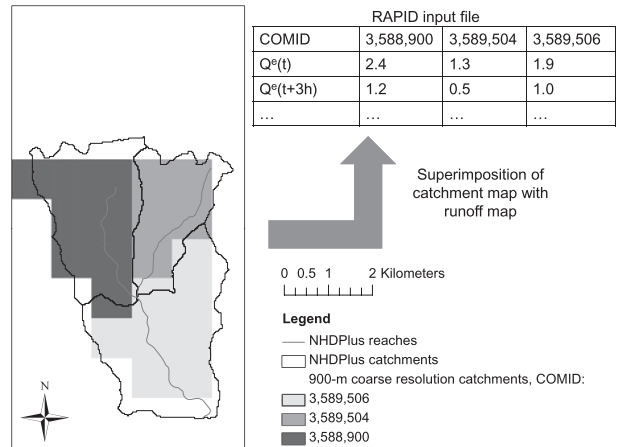 RAPID input file
COMID 3,588,900 3,589,504 3,589,506
Qᵉ(t) 2.4 1.3 1.9
Qᵉ(t+3h) 1.2 0.5 1.0
… … … …
Superimposition of
catchment map with
runoff map
0 0.5 1 2 Kilometers
Legend
NHDPlus reaches
NHDPlus catchments
900-m coarse resolution catchments, COMID:
3,589,506
3,589,504
3,588,900
N